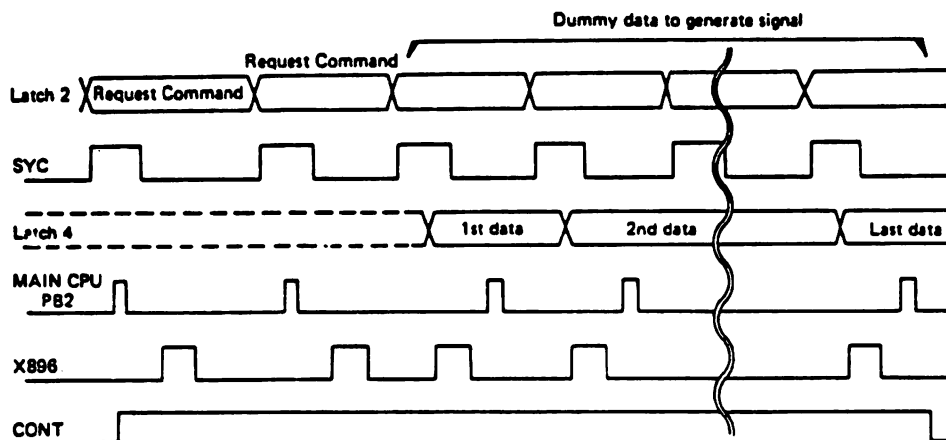 Dummy data to generate signal
Request Command
Latch 2
Request Command
SYC
Latch 4
1st data
2nd data
Last data
MAIN CPU
PB2
X896
CONT